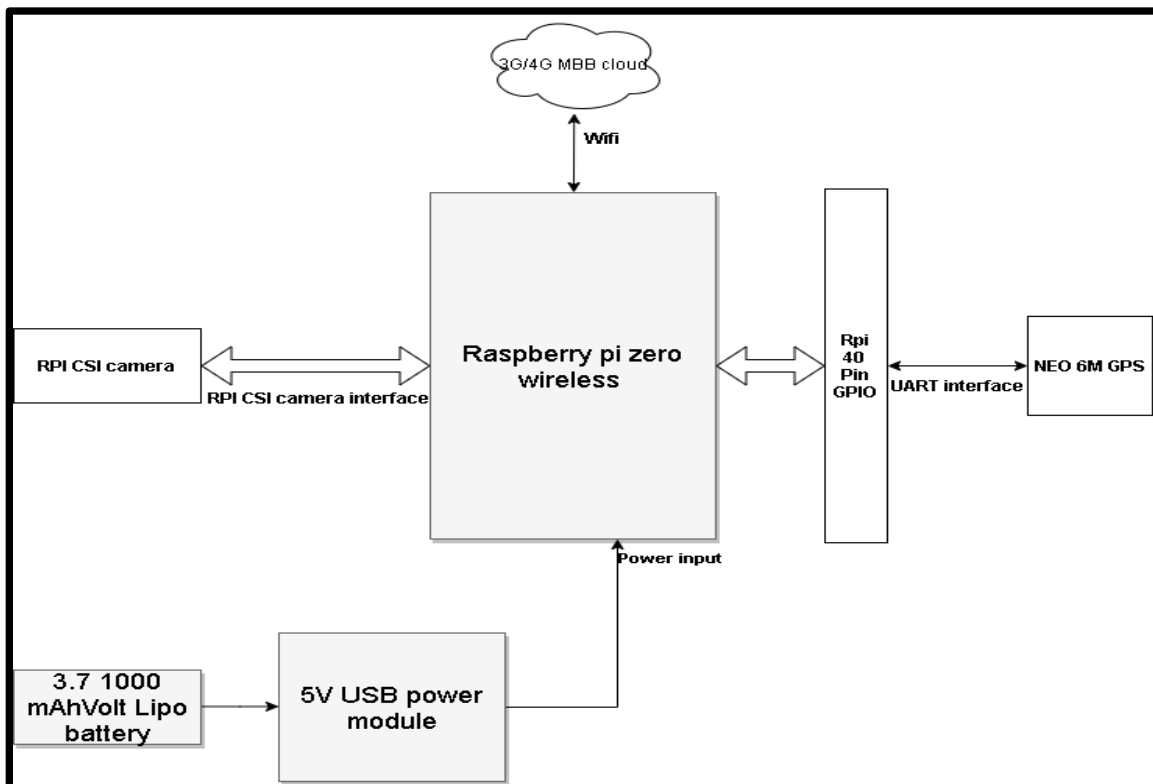 3G/4G MBB cloud
Wifi
RPI CSI camera
RPI CSI camera interface
Raspberry pi zero
wireless
Rpi
40
Pin
GPIO
UART interface
NEO 6M GPS
Power input
3.7 1000
mAhVolt Lipo
battery
5V USB power
module